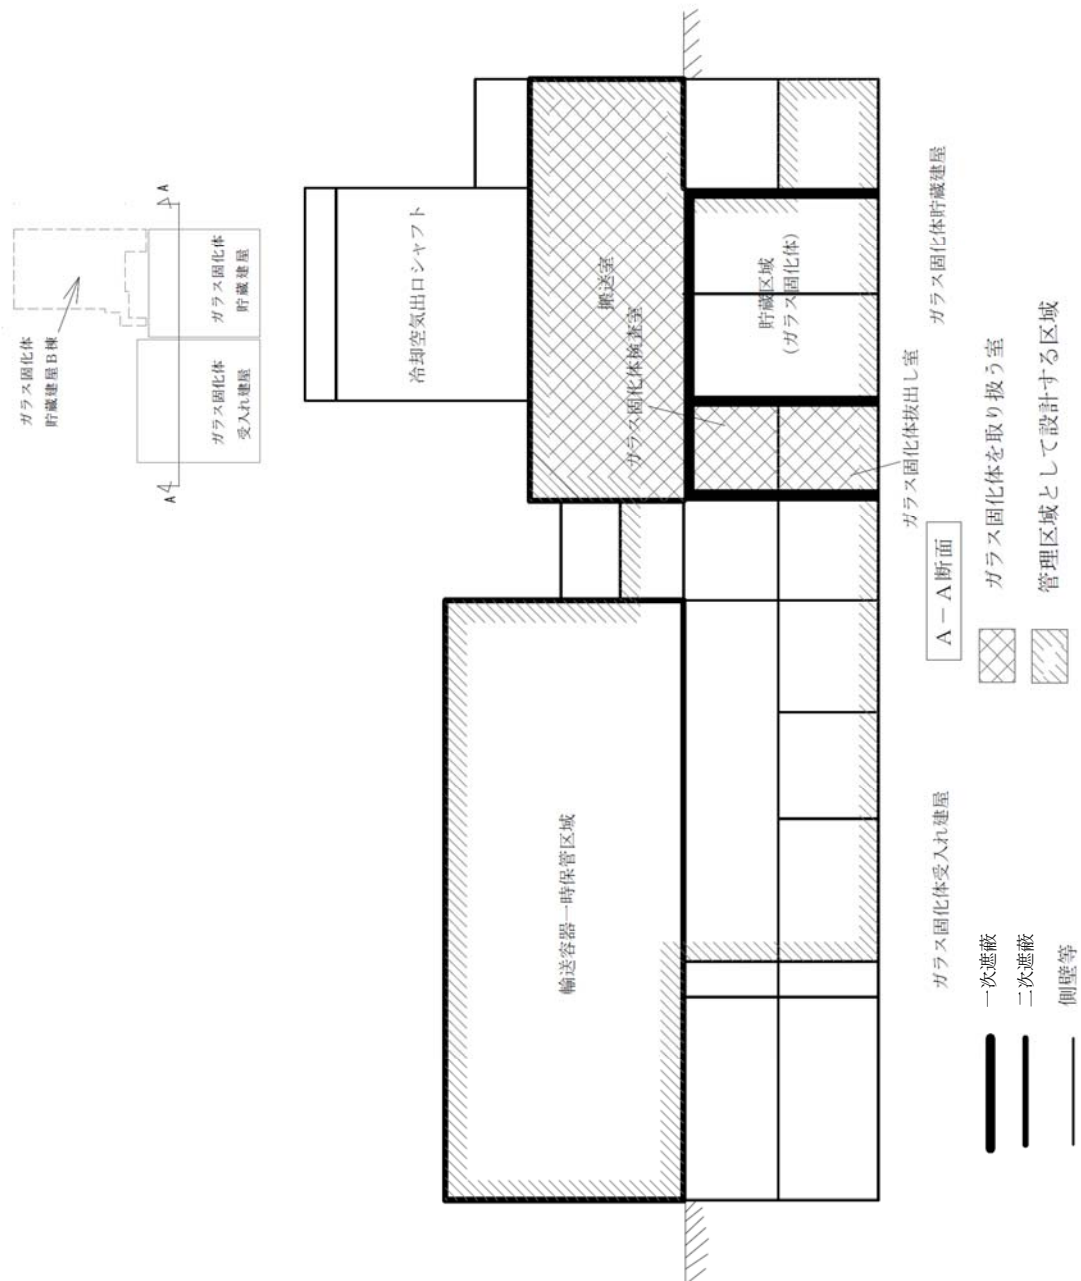 ガラス固化体
貯蔵建屋B棟
A
A
ガラス固化体
受入れ建屋
ガラス固化体
貯蔵建屋
冷却空気出口シャフト
搬送室
ガラス固化体検査室
貯蔵区域
(ガラス固化体)
輸送容器一時保管区域
ガラス固化体抜出し室
ガラス固化体受入れ建屋
ガラス固化体貯蔵建屋
A-A断面
一次遮蔽
二次遮蔽
側壁等
ガラス固化体を取り扱う室
管理区域として設計する区域